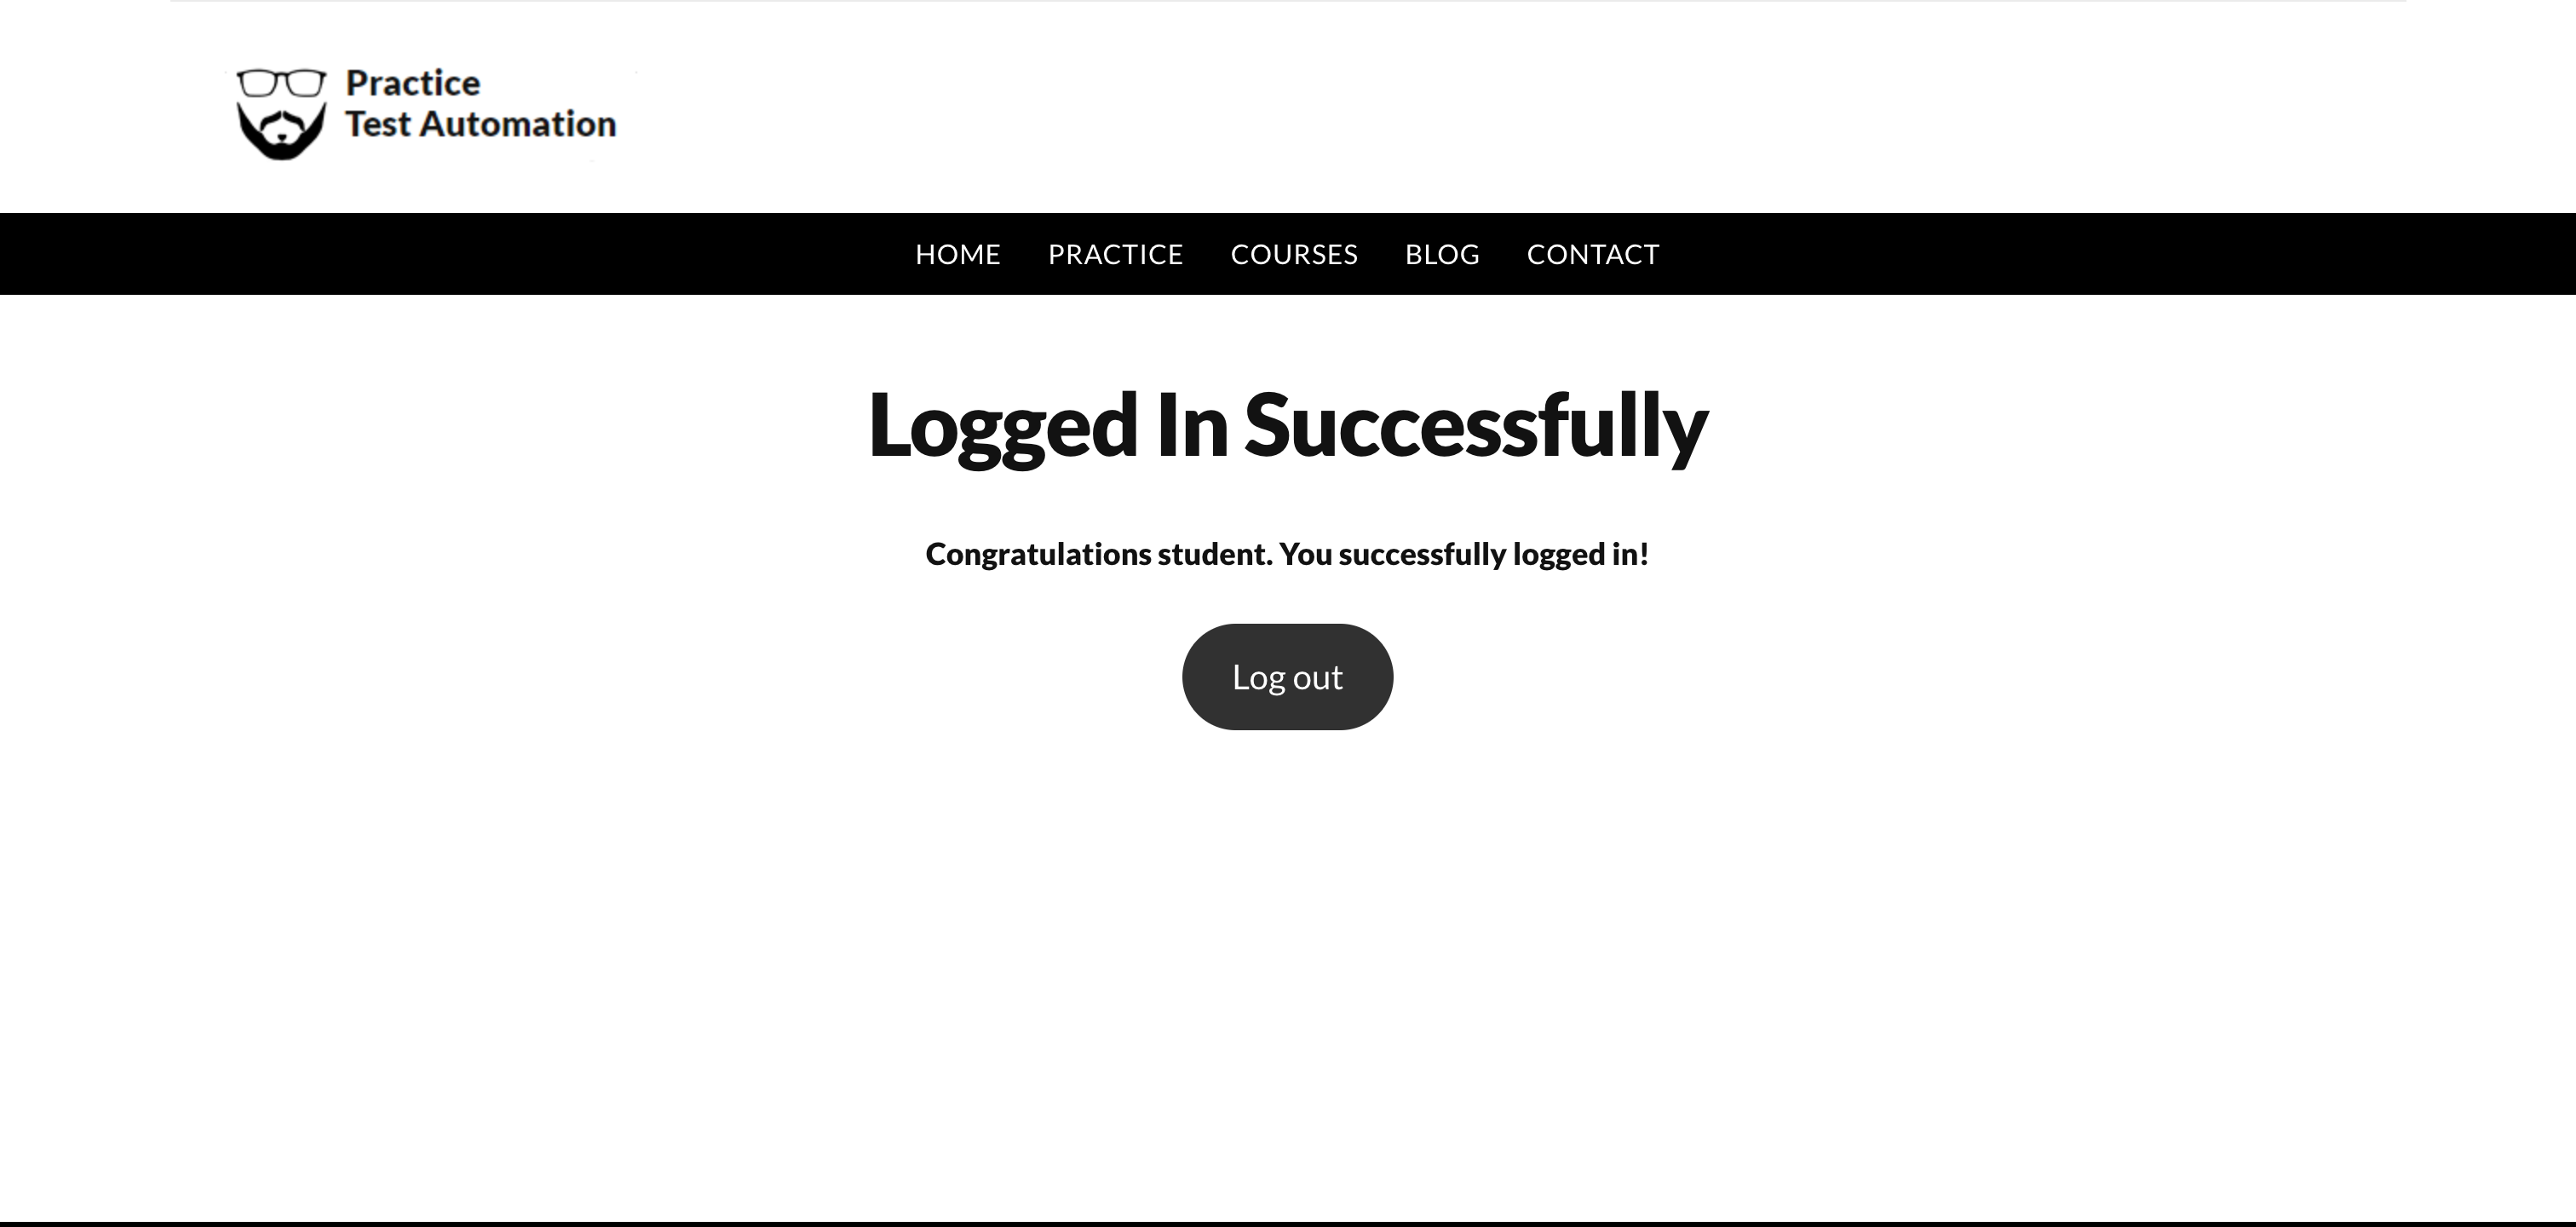 Practice
Test Automation
HOME PRACTICE COURSES BLOG CONTACT
Logged In Successfully
Congratulations student. You successfully logged in!
Log out